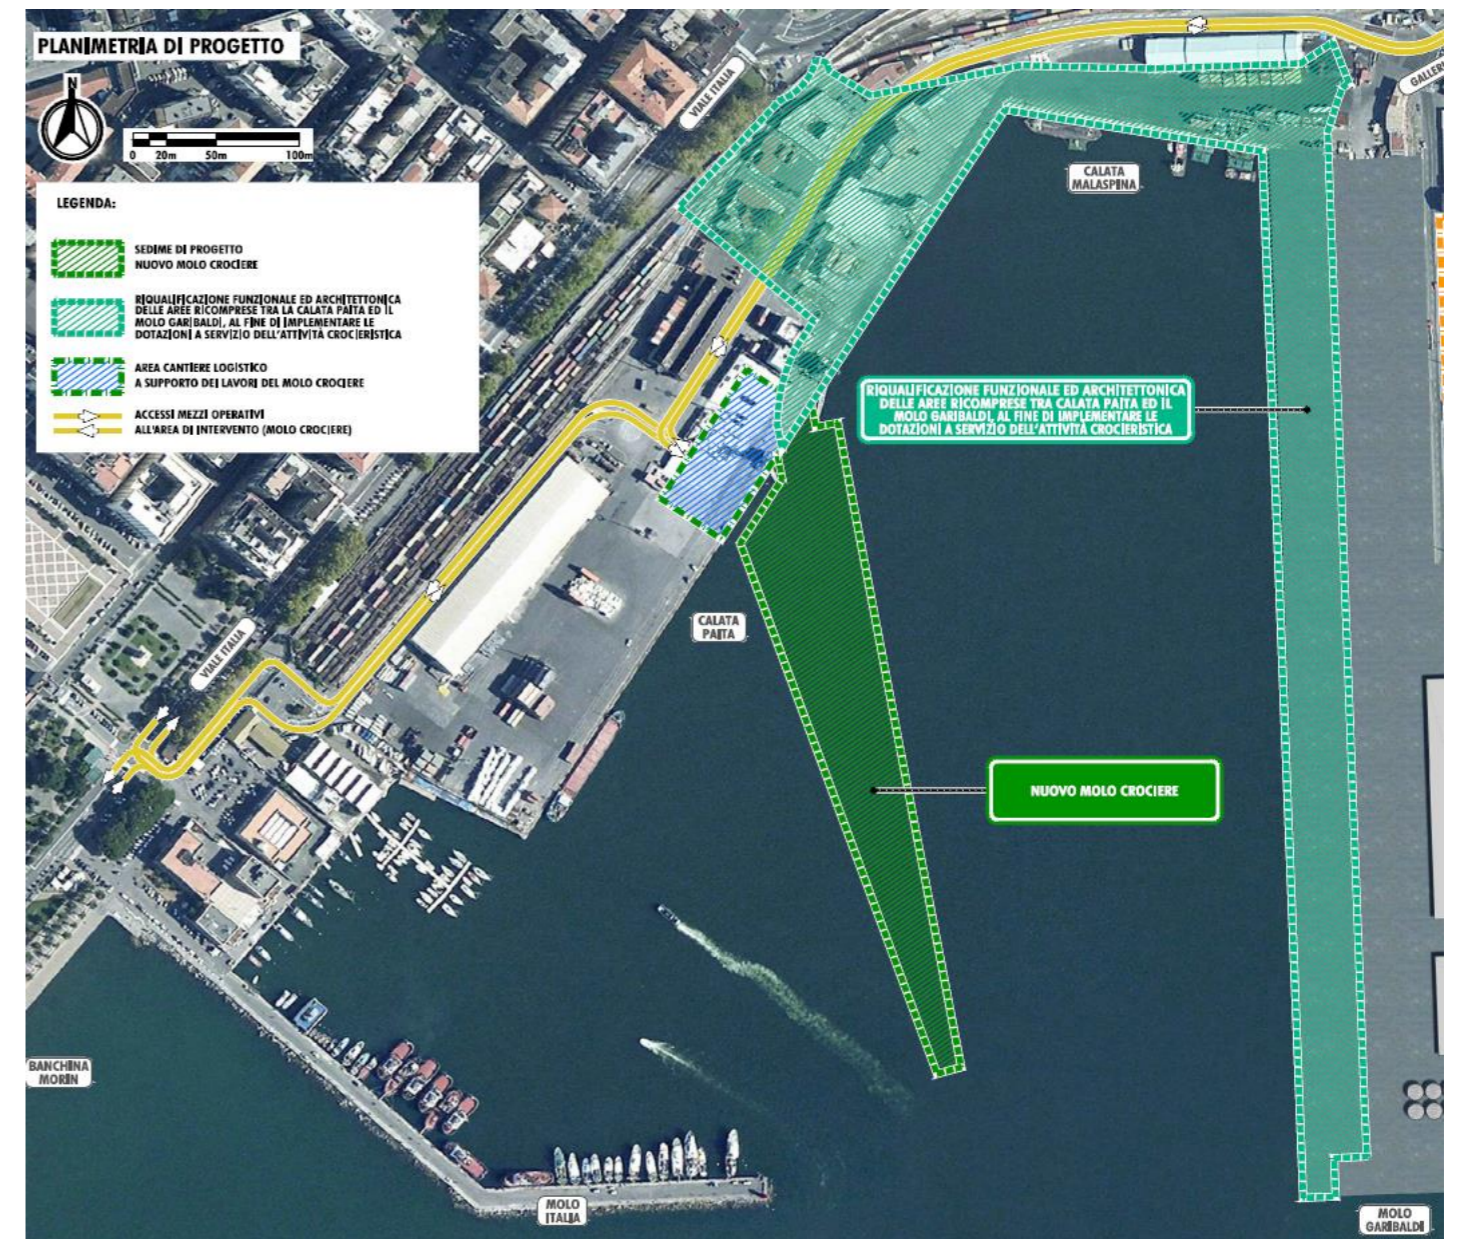 PLANIMETRIA DI PROGETTO
N
0 20m 50m 100m
LEGENDA:
SEDIME DI PROGETTO
NUOVO MOLO CROCIERE
RIQUALIFICAZIONE FUNZIONALE ED ARCHITETTONICA
DELLE AREE RICOMPRESE TRA LA CALATA PAITA ED IL
MOLO GARIBALDI, AL FINE DI IMPLEMENTARE LE
DOTAZIONI A SERVIZIO DELL'ATTIVITÀ CROCIERISTICA
AREA CANTIERE LOGISTICO
A SUPPORTO DEI LAVORI DEL MOLO CROCIERE
ACCESSI MEZZI OPERATIVI
ALL'AREA DI INTERVENTO (MOLO CROCIERE)
VIALE ITALIA
GALLERI
CALATA
MALASPINA
RIQUALIFICAZIONE FUNZIONALE ED ARCHITETTONICA
DELLE AREE RICOMPRESE TRA CALATA PAITA ED IL
MOLO GARIBALDI, AL FINE DI IMPLEMENTARE LE
DOTAZIONI A SERVIZIO DELL'ATTIVITÀ CROCIERISTICA
CALATA
PAITA
VIALE ITALIA
NUOVO MOLO CROCIERE
BANCHINA
MORIN
MOLO
ITALIA
MOLO
GARIBALDI